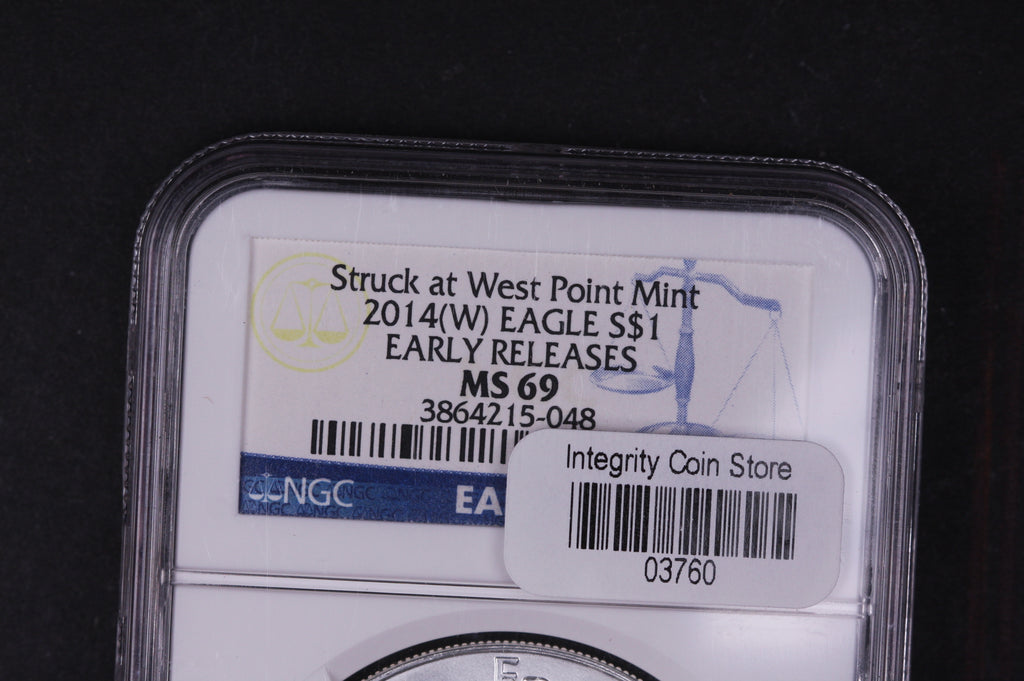 Struck at West Point Mint
2014(W) EAGLE S$1
EARLY RELEASES
MS 69
3864215-048
NGC
EA
Integrity Coin Store
03760